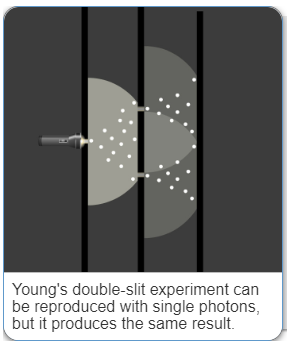 Young's double-slit experiment can
be reproduced with single photons,
but it produces the same result.